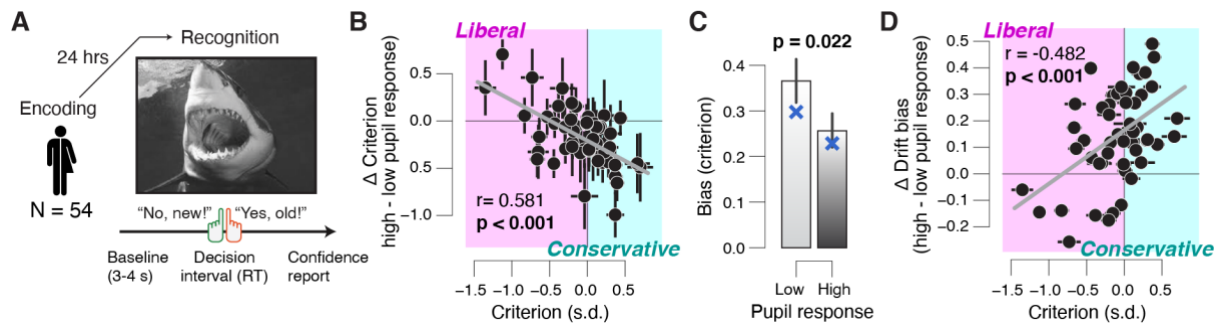 A
24 hrs
Recognition
Encoding
N = 54
“No, new!”
“Yes, old!”
Baseline
(3-4 s)
Decision
interval (RT)
Confidence
report
B
Liberal
Δ Criterion
high - low pupil response)
0.5
0.0
0.5
−1.0
r= 0.581
p < 0.001
Conservative
−1.5
−1.0
−0.5
0.0
0.5
Criterion (s.d.)
C
p = 0.022
Bias (criterion)
0.4
0.3
0.2
0.1
0.0
Low
High
Pupil response
D
Liberal
r = -0.482
p < 0.001
Δ Drift bias
(high - low pupil response)
0.5
0.4
0.3
0.2
0.1
0.0
−0.1
−0.2
Conservative
−1.5
−1.0
−0.5
0.0
0.5
Criterion (s.d.)